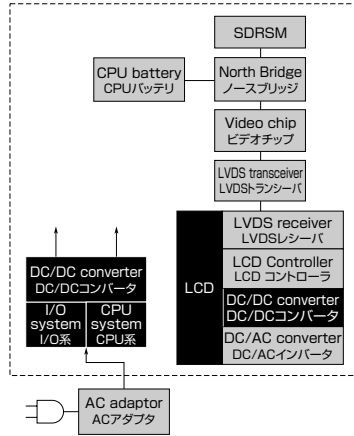 SDRSM
CPU battery
CPUバッテリ
North Bridge
ノースブリッジ
Video chip
ビデオチップ
LVDS transceiver
LVDSトランシーバ
LCD
LVDS receiver
LVDSレシーバ
LCD Controller
LCD コントローラ
DC/DC converter
DC/DCコンバータ
DC/AC converter
DC/ACインバータ
DC/DC converter
DC/DCコンバータ
I/O
system
I/O系
CPU
system
CPU系
AC adaptor
ACアダプタ